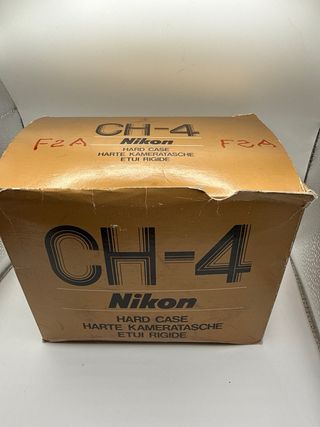 CH-4
F2A Nikon F2A
HARD CASE
HARTE KAMERATASCHE
ETUI RIGIDE
CH-4
Nikon
HARD CASE
HARTE KAMERATASCHE
ETUI RIGIDE